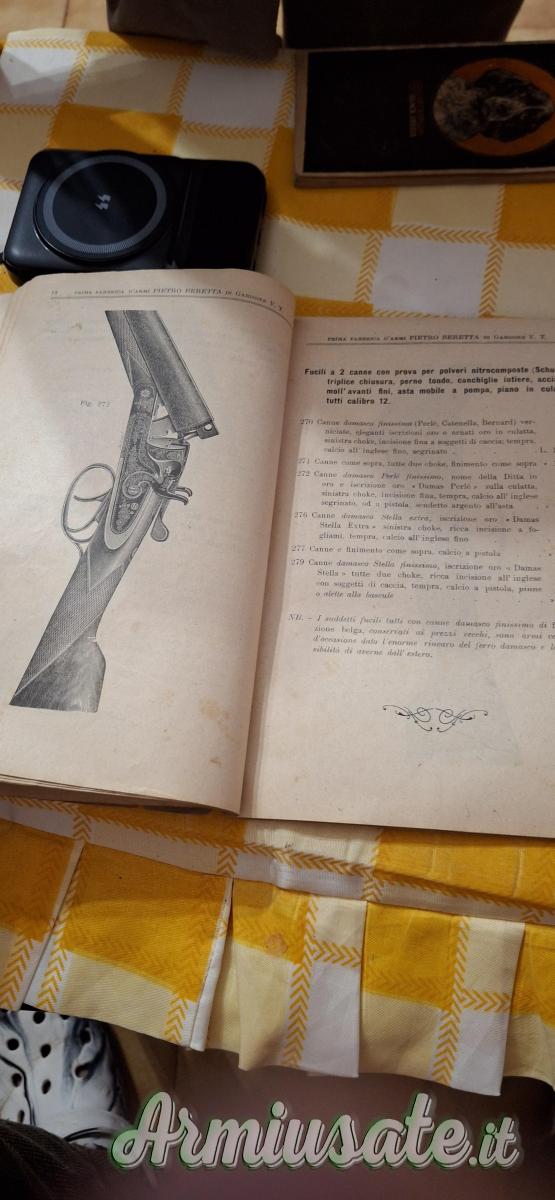 12 PRIMA FABBRICA D'ARMI PIETRO BERETTA IN GARDONE V. T.
Fig. 272
PRIMA FABBRICA D'ARMI PIETRO BERETTA IN GARDONE V. T.
Fucili a 2 canne con prova per polveri nitrocomposte (Schu
triplice chiusura, perno tondo, conchiglie intiere, accia
moll'avanti fini, asta mobile a pompa, piano in cula
tutti calibro 12.
270 Canne damasco finissimo (Perlé, Catenella, Bernard) ver-
niciate, eleganti iscrizioni oro e ornati oro in culatta,
sinistra choke, incisione fina a soggetti di caccia; tempra,
calcio all'inglese fino, segrinato . . L.
271 Canne come sopra, tutte due choke, finimento come sopra »
272 Canne damasco Perlé finissimo, nome della Ditta in
oro e iscrizione oro « Damas Perlé » sulla culatta,
sinistra choke, incisione fina, tempra, calcio all'inglese
segrinato, od a pistola, scudetto argento all'asta
276 Canne damasco Stella extra, iscrizione oro « Damas
Stella Extra » sinistra choke, ricca incisione a fo-
gliami, tempra, calcio all'inglese fino
277 Canne e finimento come sopra, calcio a pistola
279 Canne damasco Stella finissimo, iscrizione oro « Damas
Stella » tutte due choke, ricca incisione all'inglese
con soggetti di caccia, tempra, calcio a pistola, piume
o alette alla bascule
NB. - I suddetti fucili tutti con canne damasco finissimo di f
zione belga, conservati ai prezzi vecchi, sono armi ve
d'occasione dato l'enorme rincaro del ferro damasco e l
sibilità di averne dall'estero.
Armiusate.it